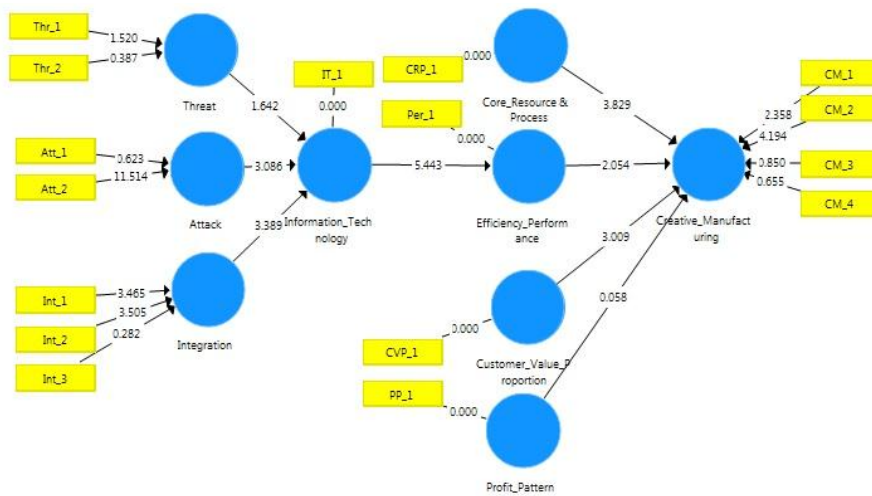 Thr_1
1.520
Thr_2
0.387
Threat
1.642
IT_1
0.000
Att_1
0.623
Att_2
11.514
Attack
3.086
Information_Tech
nology
Int_1
3.465
Int_2
3.505
Int_3
0.282
Integration
3.389
5.443
CRP_1
0.000
Core_Resource &
Process
3.829
Per_1
0.000
Efficiency_Perform
ance
2.054
CVP_1
0.000
Customer_Value_P
roportion
3.009
PP_1
0.000
Profit_Pattern
0.058
Creative_Manufact
uring
CM_1
2.358
CM_2
4.194
CM_3
0.850
CM_4
0.655